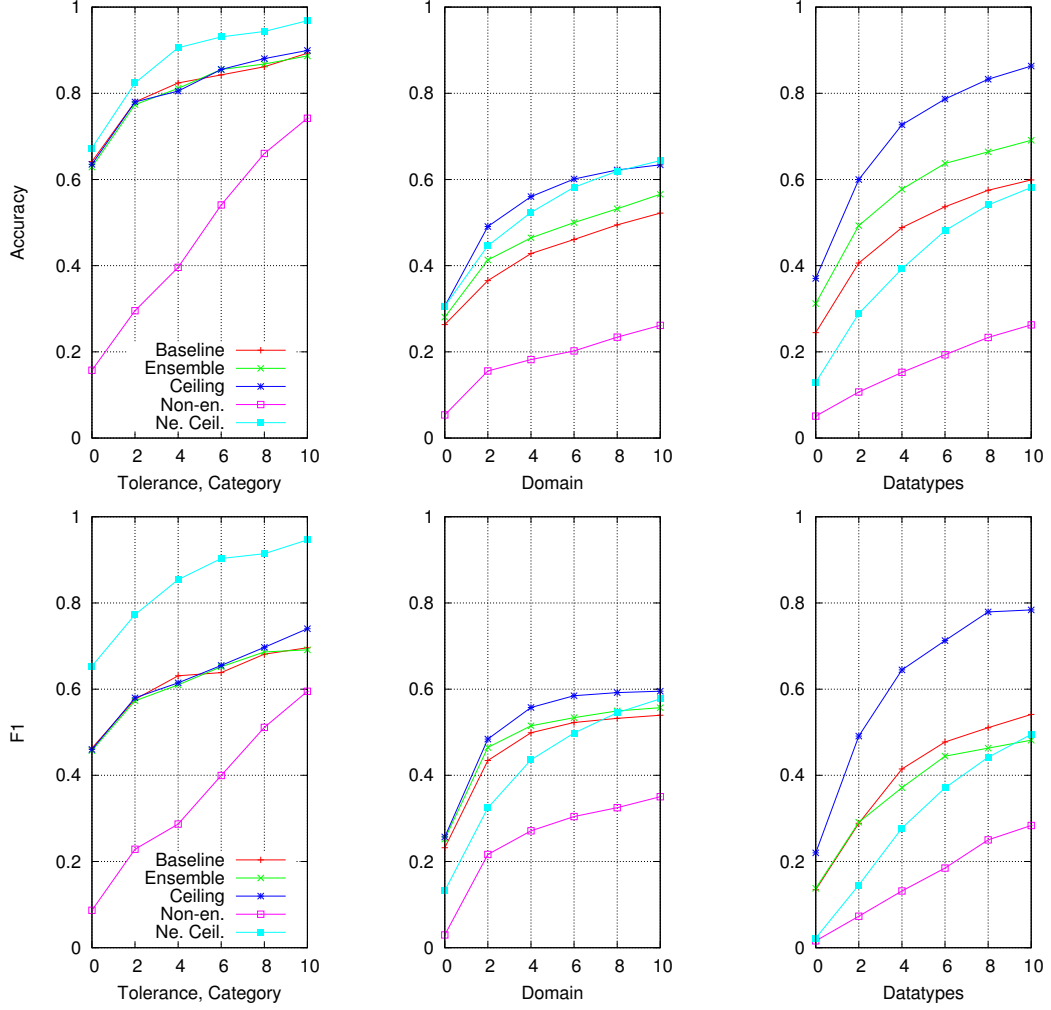 1
0.8
0.6
0.4
0.2
0
Accuracy
Baseline
Ensemble
Ceiling
Non-en.
Ne. Ceil.
0 2 4 6 8 10
Tolerance, Category
1
0.8
0.6
0.4
0.2
0
0 2 4 6 8 10
Domain
1
0.8
0.6
0.4
0.2
0
0 2 4 6 8 10
Datatypes
1
0.8
0.6
0.4
0.2
0
F1
Baseline
Ensemble
Ceiling
Non-en.
Ne. Ceil.
0 2 4 6 8 10
Tolerance, Category
1
0.8
0.6
0.4
0.2
0
0 2 4 6 8 10
Domain
1
0.8
0.6
0.4
0.2
0
0 2 4 6 8 10
Datatypes